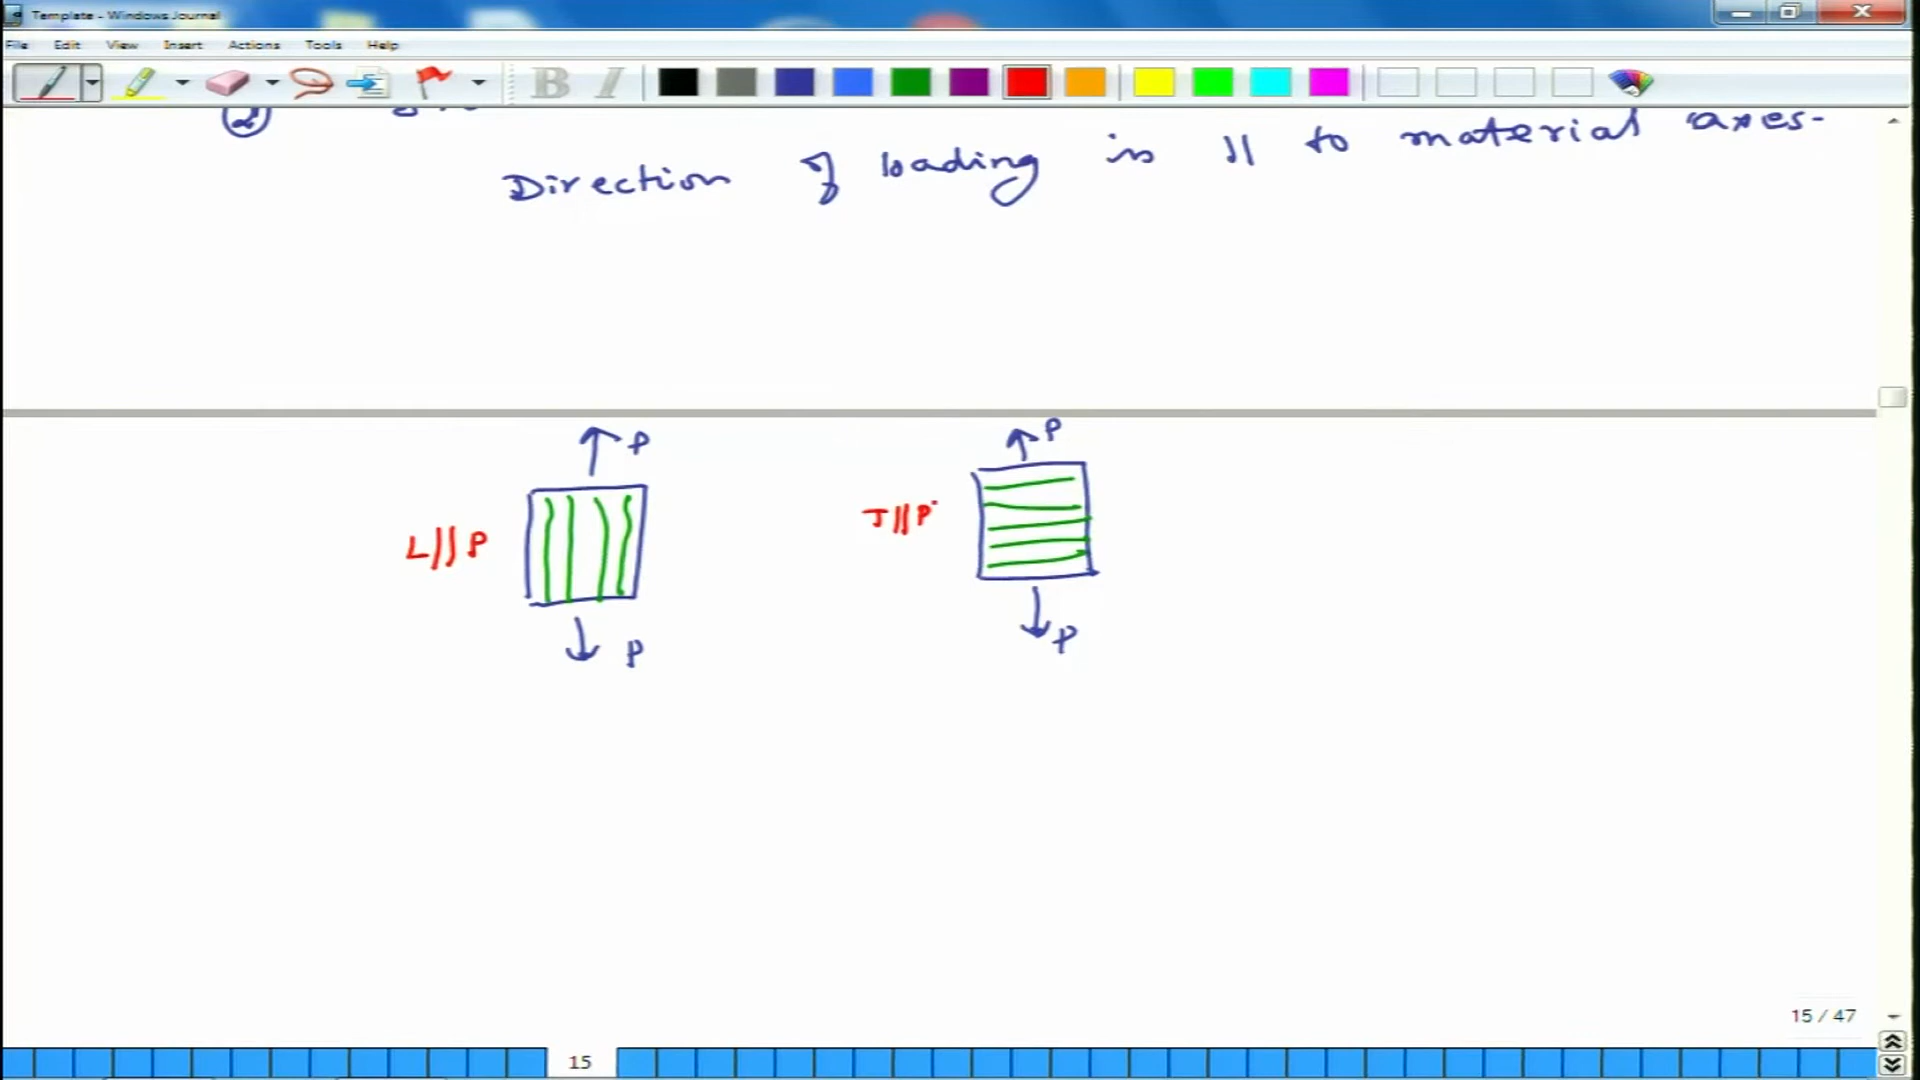 Template - Windows Journal
File Edit View Insert Actions Tools Help
B I
2
Direction of loading is || to material axes-
P P
L//P T//P
P P
15 / 47
15